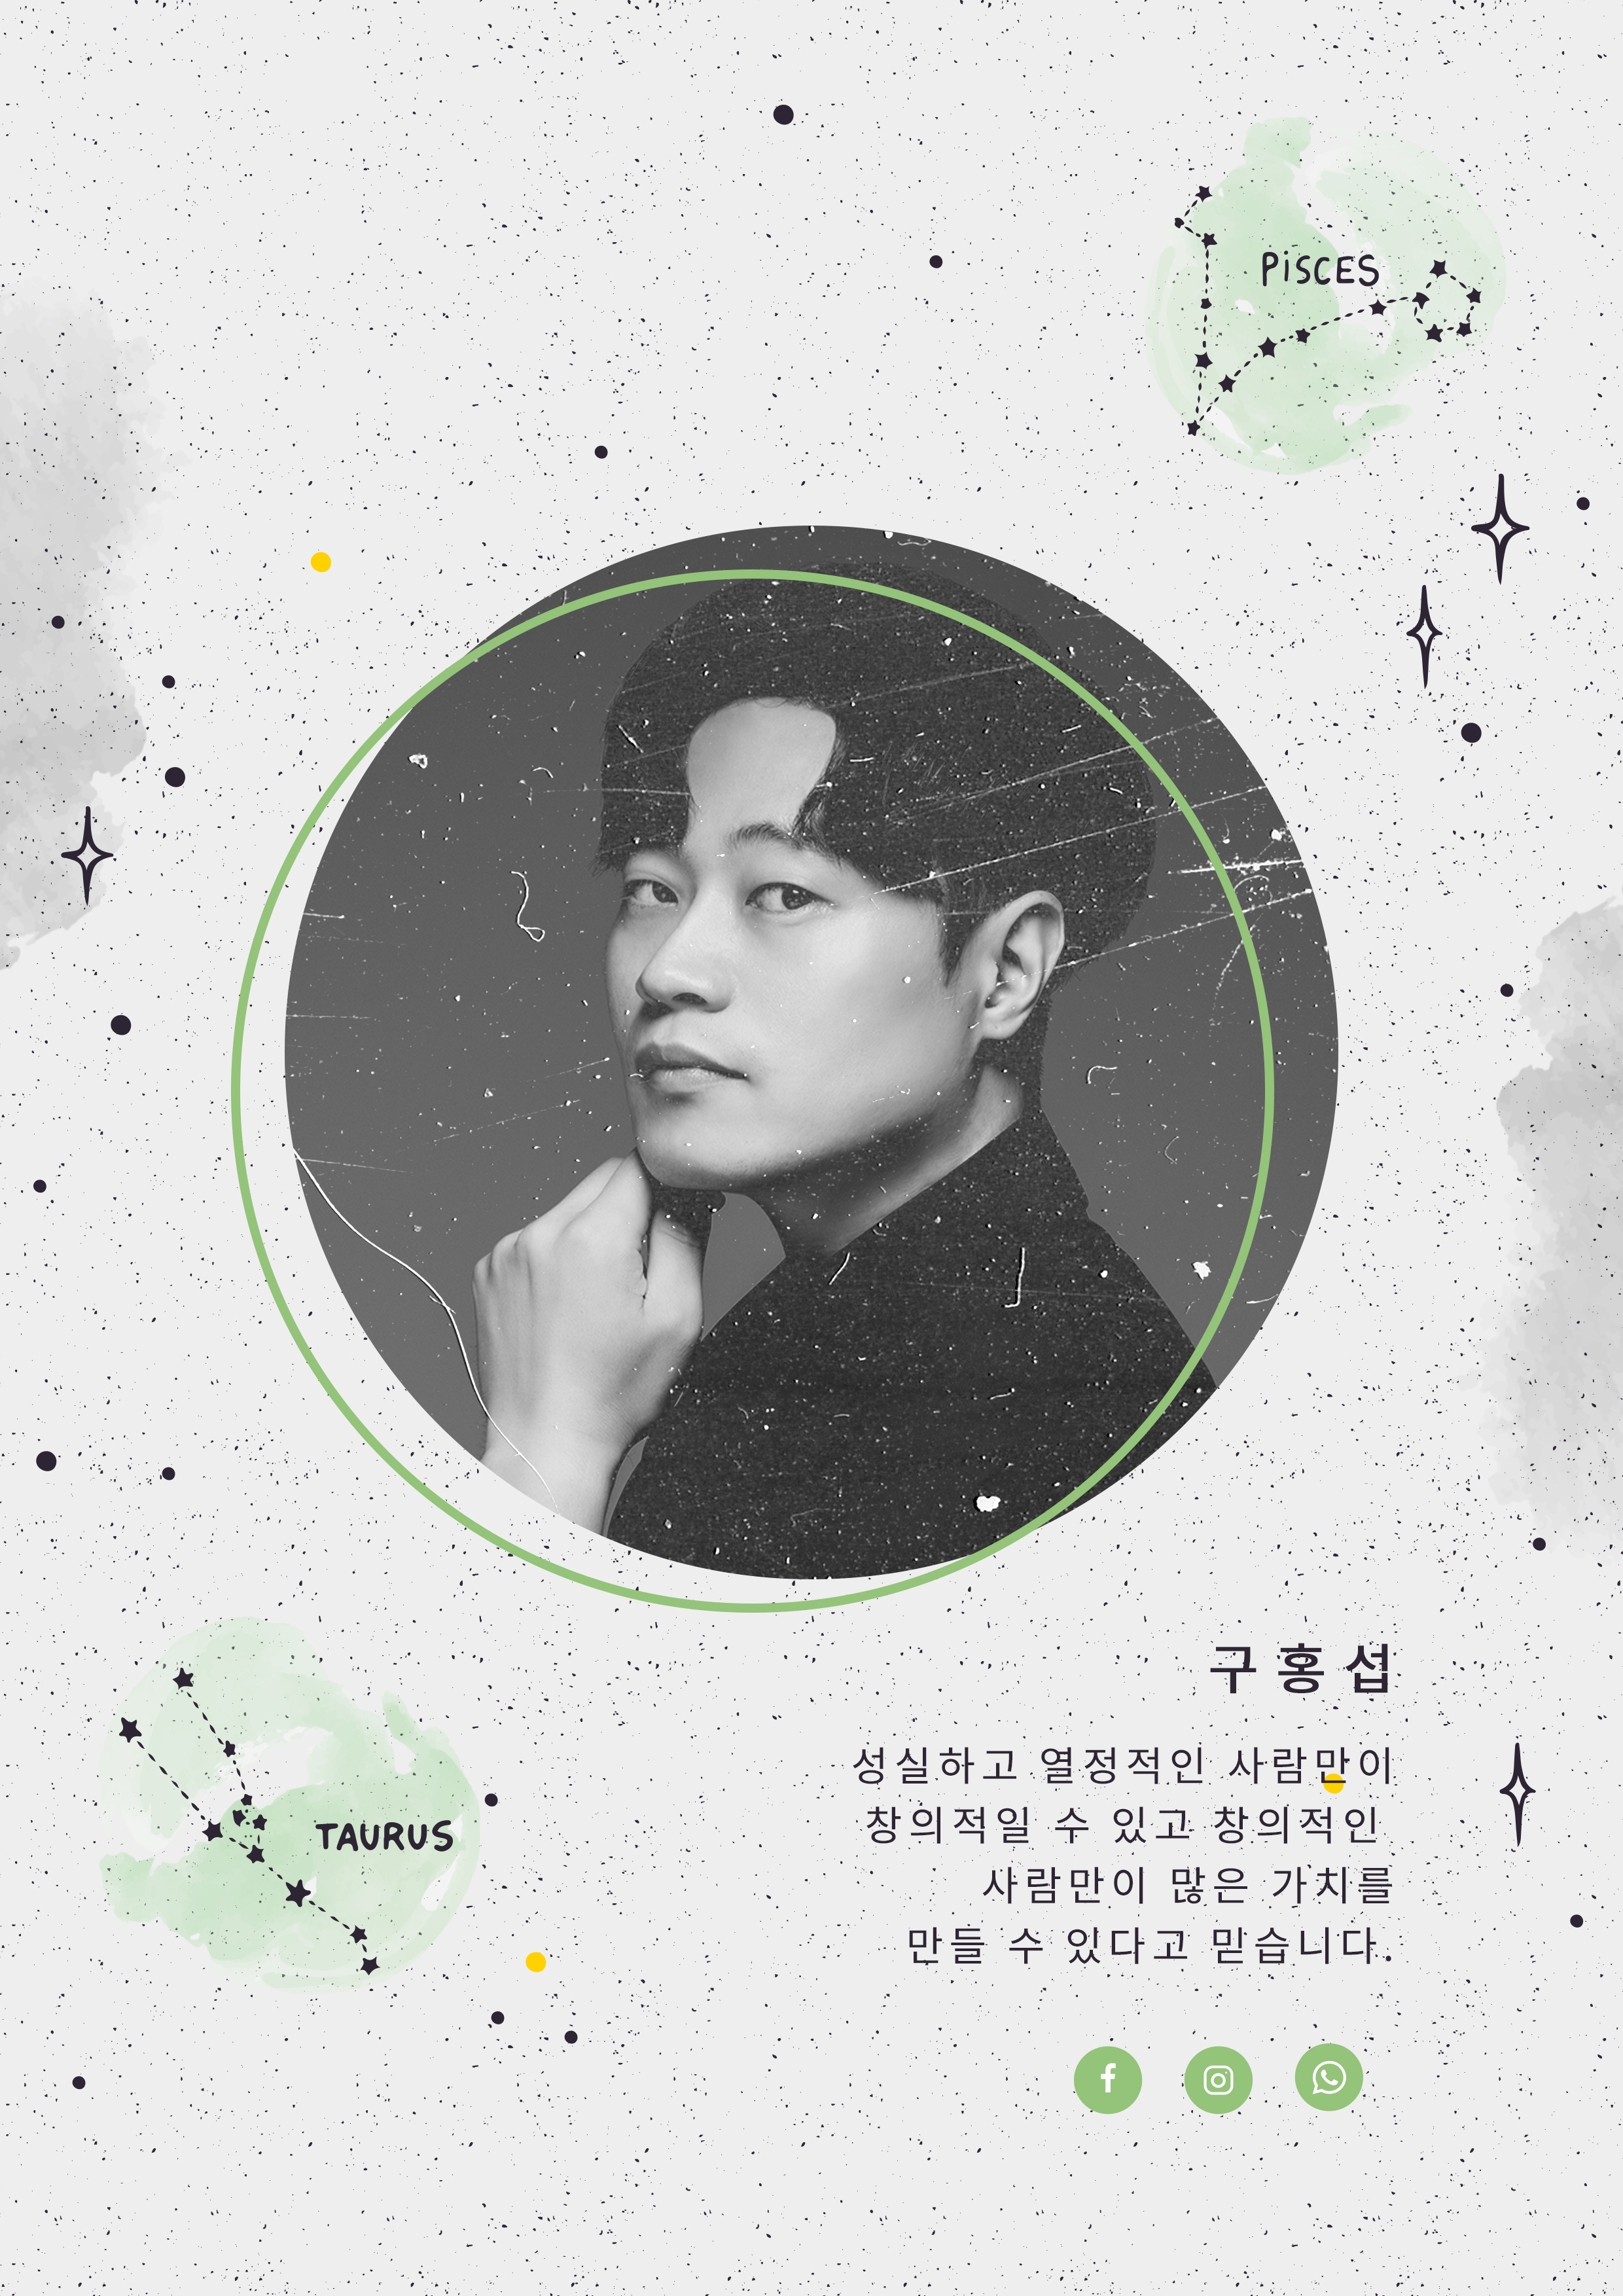 PiSCES
구홍섭
성실하고 열정적인 사람만이
창의적일 수 있고 창의적인
사람만이 많은 가치를
만들 수 있다고 믿습니다.
TAURUS